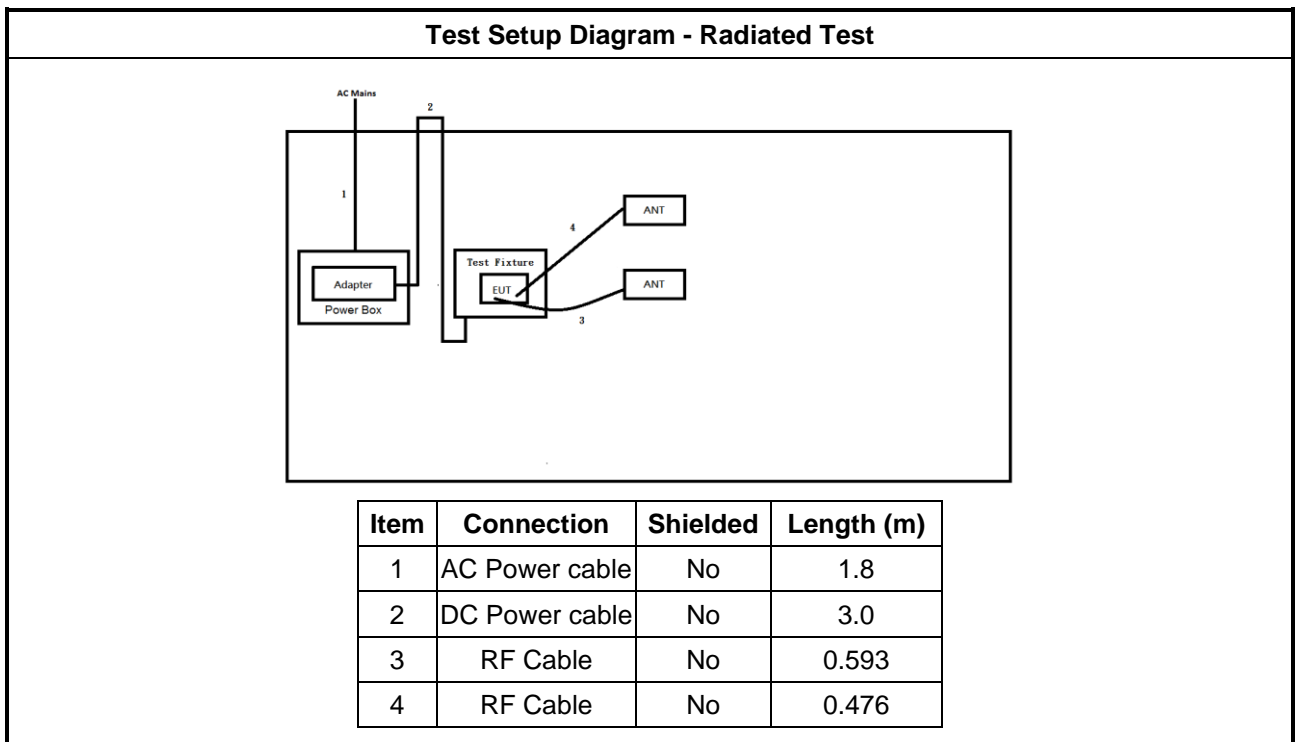 Test Setup Diagram - Radiated Test
AC Mains
2
1
ANT
4
Test Fixture
Adapter
EUT
ANT
Power Box
3
Item Connection Shielded Length (m)
1 AC Power cable No 1.8
2 DC Power cable No 3.0
3 RF Cable No 0.593
4 RF Cable No 0.476